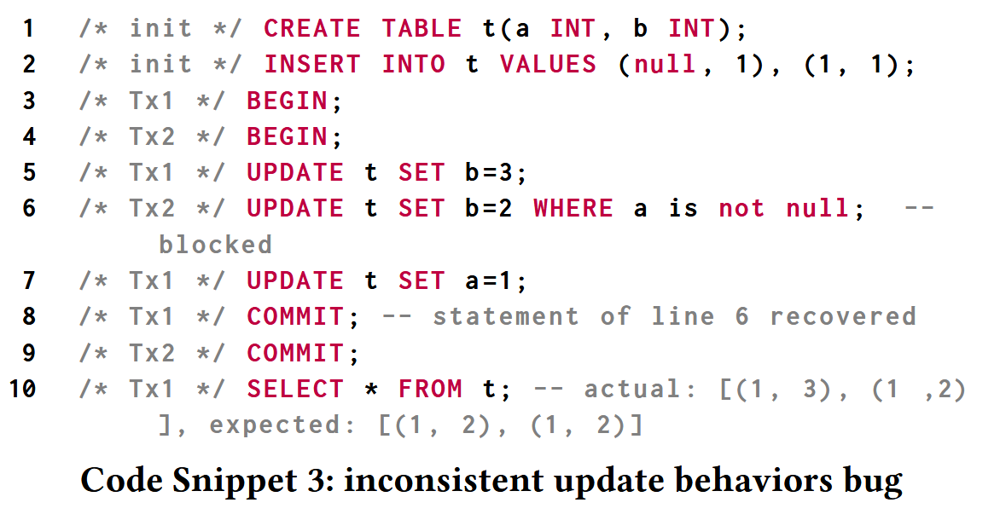 1 /* init */ CREATE TABLE t(a INT, b INT);
2 /* init */ INSERT INTO t VALUES (null, 1), (1, 1);
3 /* Tx1 */ BEGIN;
4 /* Tx2 */ BEGIN;
5 /* Tx1 */ UPDATE t SET b=3;
6 /* Tx2 */ UPDATE t SET b=2 WHERE a is not null; --
blocked
7 /* Tx1 */ UPDATE t SET a=1;
8 /* Tx1 */ COMMIT; -- statement of line 6 recovered
9 /* Tx2 */ COMMIT;
10 /* Tx1 */ SELECT * FROM t; -- actual: [(1, 3), (1 ,2)
], expected: [(1, 2), (1, 2)]
Code Snippet 3: inconsistent update behaviors bug